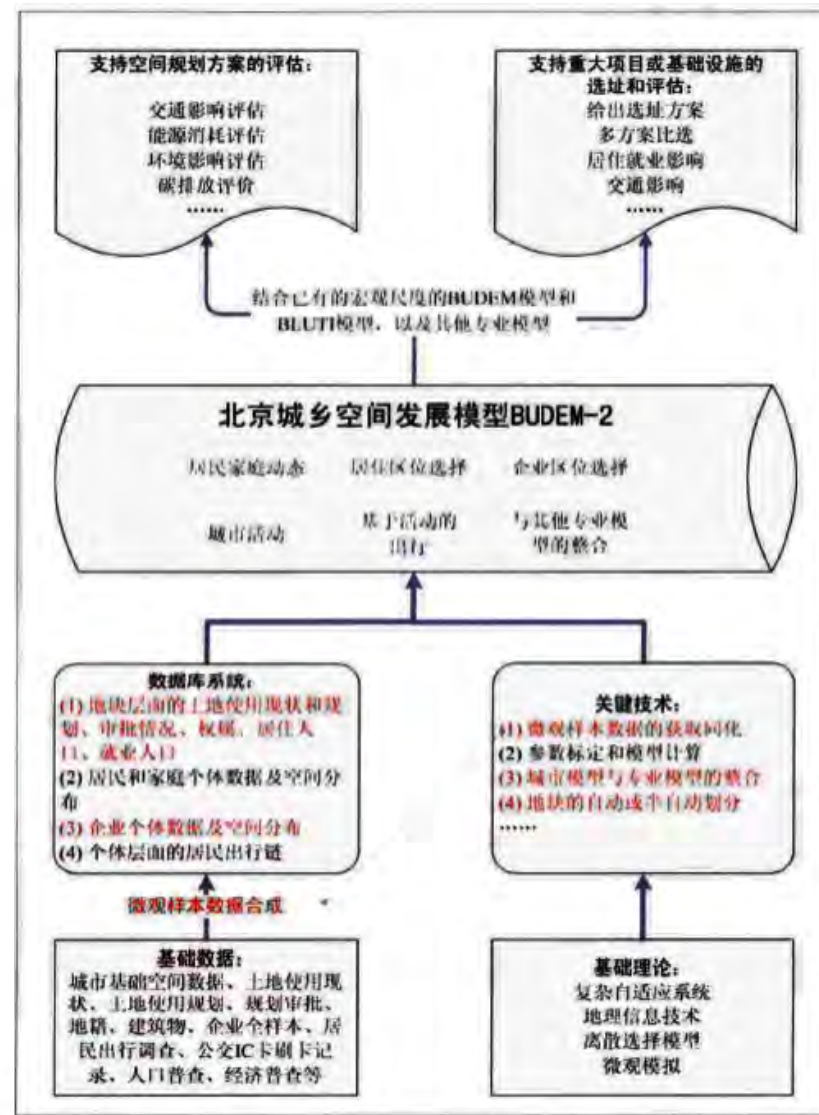 支持空间规划方案的评估：
交通影响评估
能源消耗评估
环境影响评估
碳排放评价
……
支持重大项目或基础设施的
选址和评估：
给出选址方案
多方案比选
居住就业影响
交通影响
……
结合已有的宏观尺度的BUDEM模型和
BLUTI模型，以及其他专业模型
北京城乡空间发展模型BUDEM-2
居民家庭动态
居住区位选择
企业区位选择
城市活动
基于活动的
出行
与其他专业模
型的整合
数据库系统：
(1) 地块层面的土地使用现状和规
划、审批情况、权属、居住人
口、就业人口
(2) 居民和家庭个体数据及空间分
布
(3) 企业个体数据及空间分布
(4) 个体层面的居民出行链
关键技术：
(1) 微观样本数据的获取同化
(2) 参数标定和模型计算
(3) 城市模型与专业模型的整合
(4) 地块的自动或半自动划分
……
微观样本数据合成
基础数据：
城市基础空间数据、土地使用现
状、土地使用规划、规划审批、
地籍、建筑物、企业全样本、居
民出行调查、公交IC卡刷卡记
录、人口普查、经济普查等
基础理论：
复杂自适应系统
地理信息技术
离散选择模型
微观模拟